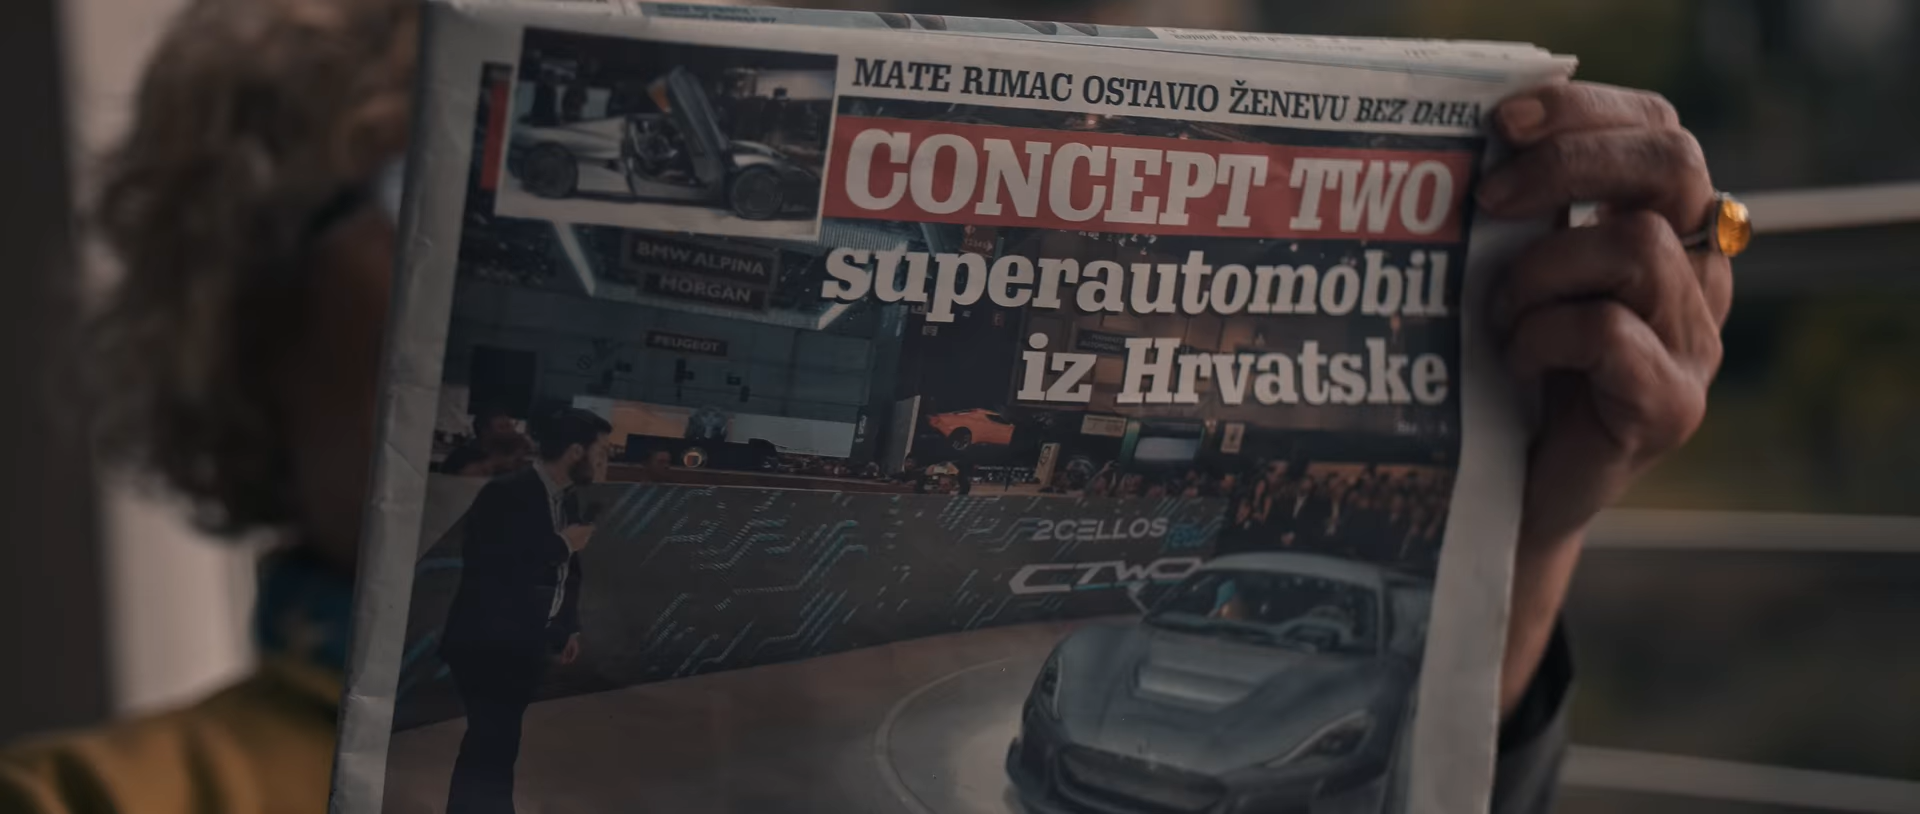 MATE RIMAC OSTAVIO ŽENEVU BEZ DAHA
CONCEPT TWO
superautomobil
iz Hrvatske
BMW ALPINA
MORGAN
PEUGEOT
2CELLOS
CTWO